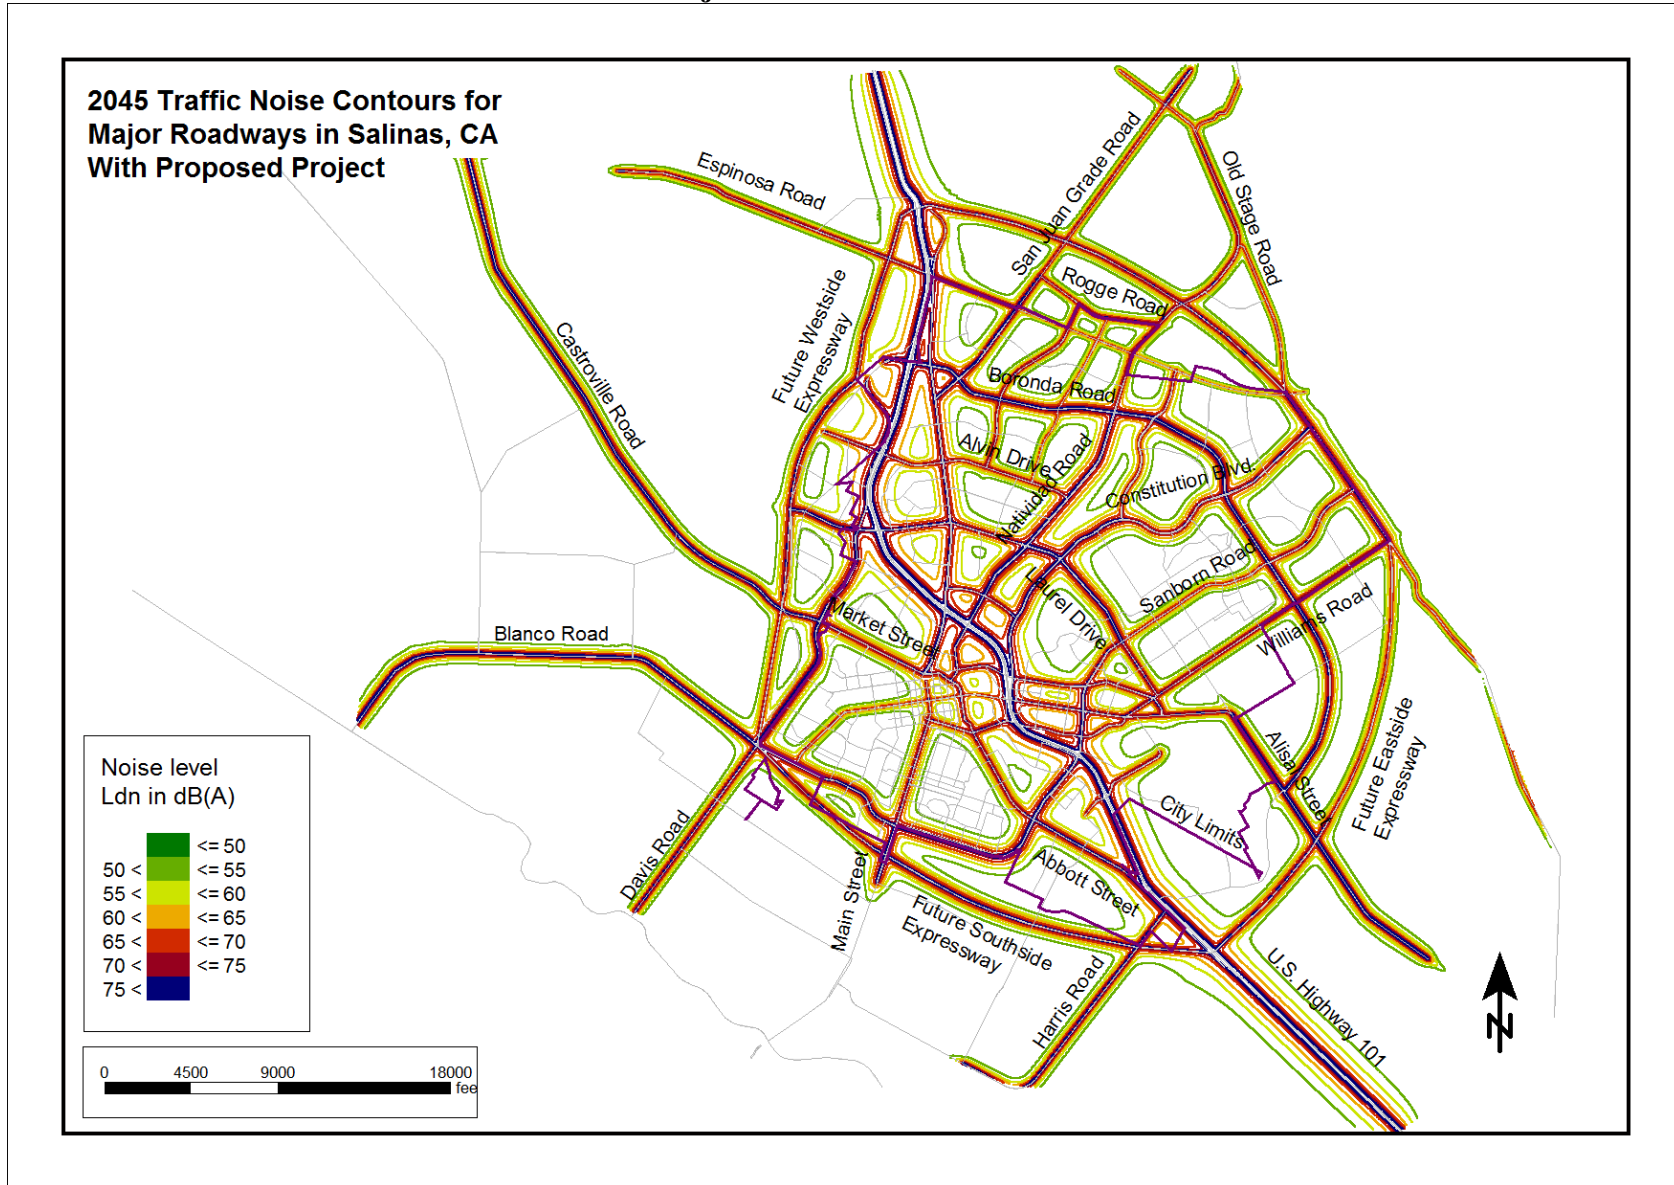 2045 Traffic Noise Contours for
Major Roadways in Salinas, CA
With Proposed Project
Espinosa Road
San Juan Grade Road
Old Stage Road
Rogge Road
Future Westside
Expressway
Castroville Road
Boronda Road
Alvin Drive
Natividad Road
Constitution Blvd.
Sanborn Road
Laurel Drive
Williams Road
Market Street
Blanco Road
Alisal Street
Future Eastside
Expressway
City Limits
Davis Road
Main Street
Abbott Street
Future Southside
Expressway
Harris Road
U.S. Highway 101
N
Noise level
Ldn in dB(A)
<= 50
50 < <= 55
55 < <= 60
60 < <= 65
65 < <= 70
70 < <= 75
75 <
0 4500 9000 18000
fee